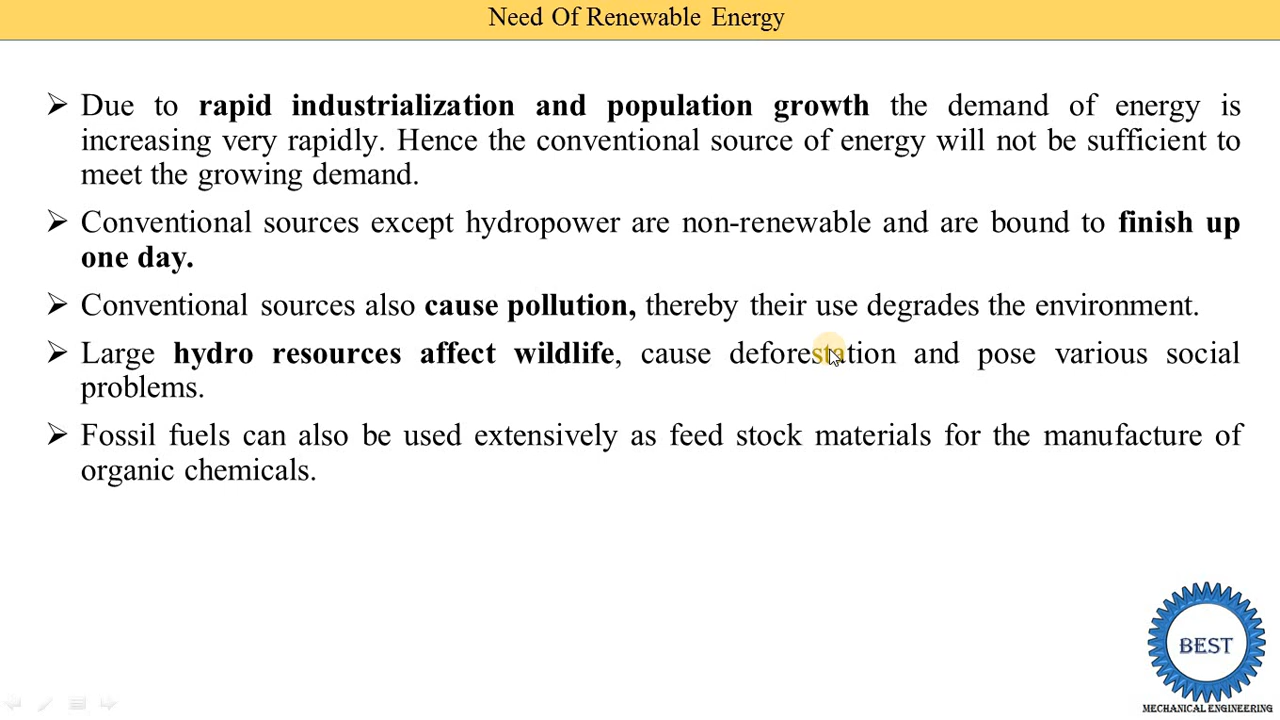 Need Of Renewable Energy
Due to rapid industrialization and population growth the demand of energy is
increasing very rapidly. Hence the conventional source of energy will not be sufficient to
meet the growing demand.
Conventional sources except hydropower are non-renewable and are bound to finish up
one day.
Conventional sources also cause pollution, thereby their use degrades the environment.
Large hydro resources affect wildlife, cause deforestation and pose various social
problems.
Fossil fuels can also be used extensively as feed stock materials for the manufacture of
organic chemicals.
BEST
MECHANICAL ENGINEERING